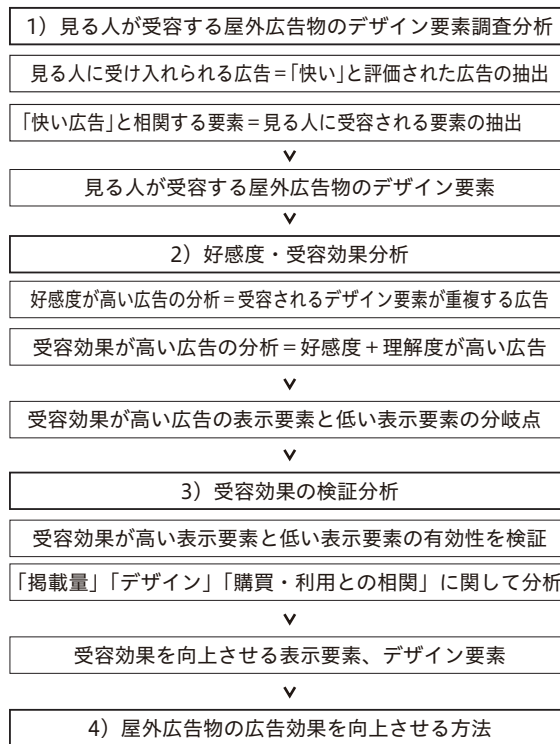 1）見る人が受容する屋外広告物のデザイン要素調査分析
見る人に受け入れられる広告＝「快い」と評価された広告の抽出
「快い広告」と相関する要素＝見る人に受容される要素の抽出
見る人が受容する屋外広告物のデザイン要素
2）好感度・受容効果分析
好感度が高い広告の分析＝受容されるデザイン要素が重複する広告
受容効果が高い広告の分析＝好感度＋理解度が高い広告
受容効果が高い広告の表示要素と低い表示要素の分岐点
3）受容効果の検証分析
受容効果が高い表示要素と低い表示要素の有効性を検証
「掲載量」「デザイン」「購買・利用との相関」に関して分析
受容効果を向上させる表示要素、デザイン要素
4）屋外広告物の広告効果を向上させる方法